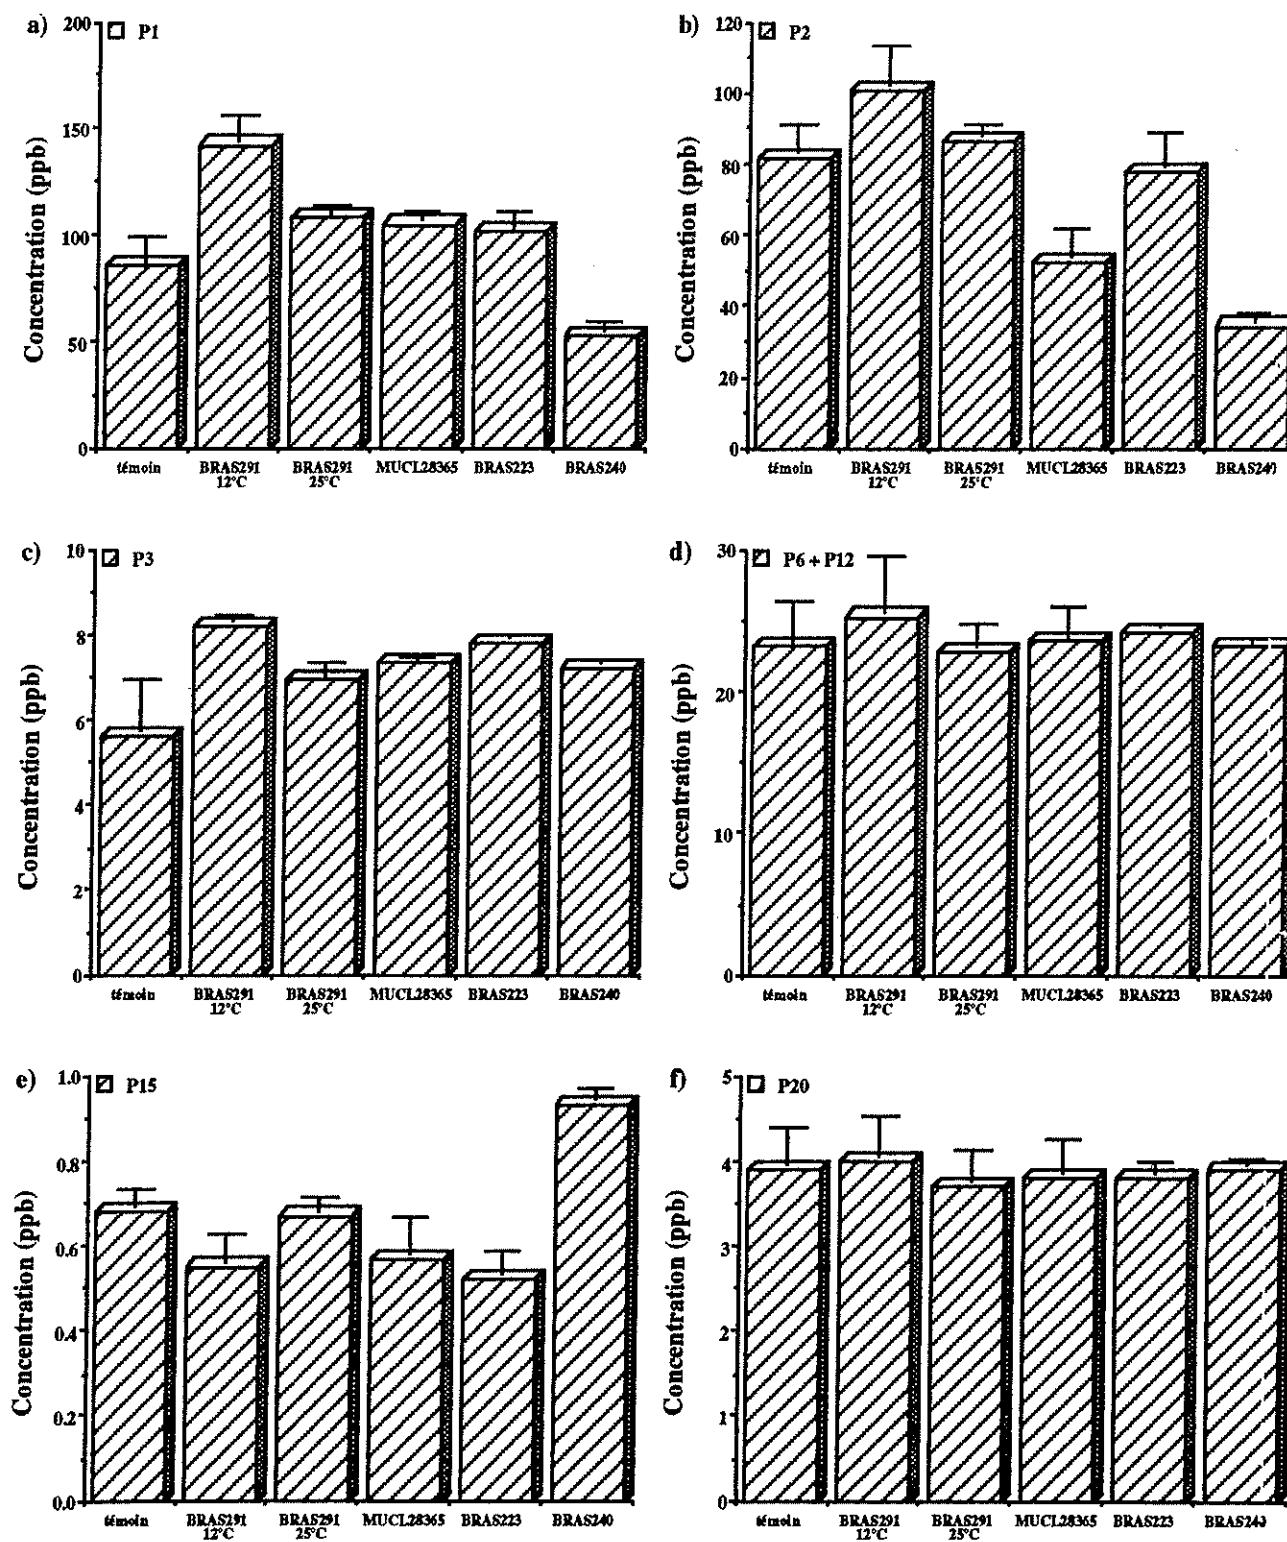 a)
P1
200
150
100
50
0
Concentration (ppb)
témoin BRAS291 BRAS291 MUCL28365 BRAS223 BRAS240
12°C 25°C
b)
P2
120
100
80
60
40
20
0
Concentration (ppb)
témoin BRAS291 BRAS291 MUCL28365 BRAS223 BRAS240
12°C 25°C
c)
P3
10
8
6
4
2
0
Concentration (ppb)
témoin BRAS291 BRAS291 MUCL28365 BRAS223 BRAS240
12°C 25°C
d)
P6 + P12
30
20
10
0
Concentration (ppb)
témoin BRAS291 BRAS291 MUCL28365 BRAS223 BRAS240
12°C 25°C
e)
P15
1.0
0.8
0.6
0.4
0.2
0.0
Concentration (ppb)
témoin BRAS291 BRAS291 MUCL28365 BRAS223 BRAS240
12°C 25°C
f)
P20
5
4
3
2
1
0
Concentration (ppb)
témoin BRAS291 BRAS291 MUCL28365 BRAS223 BRAS240
12°C 25°C